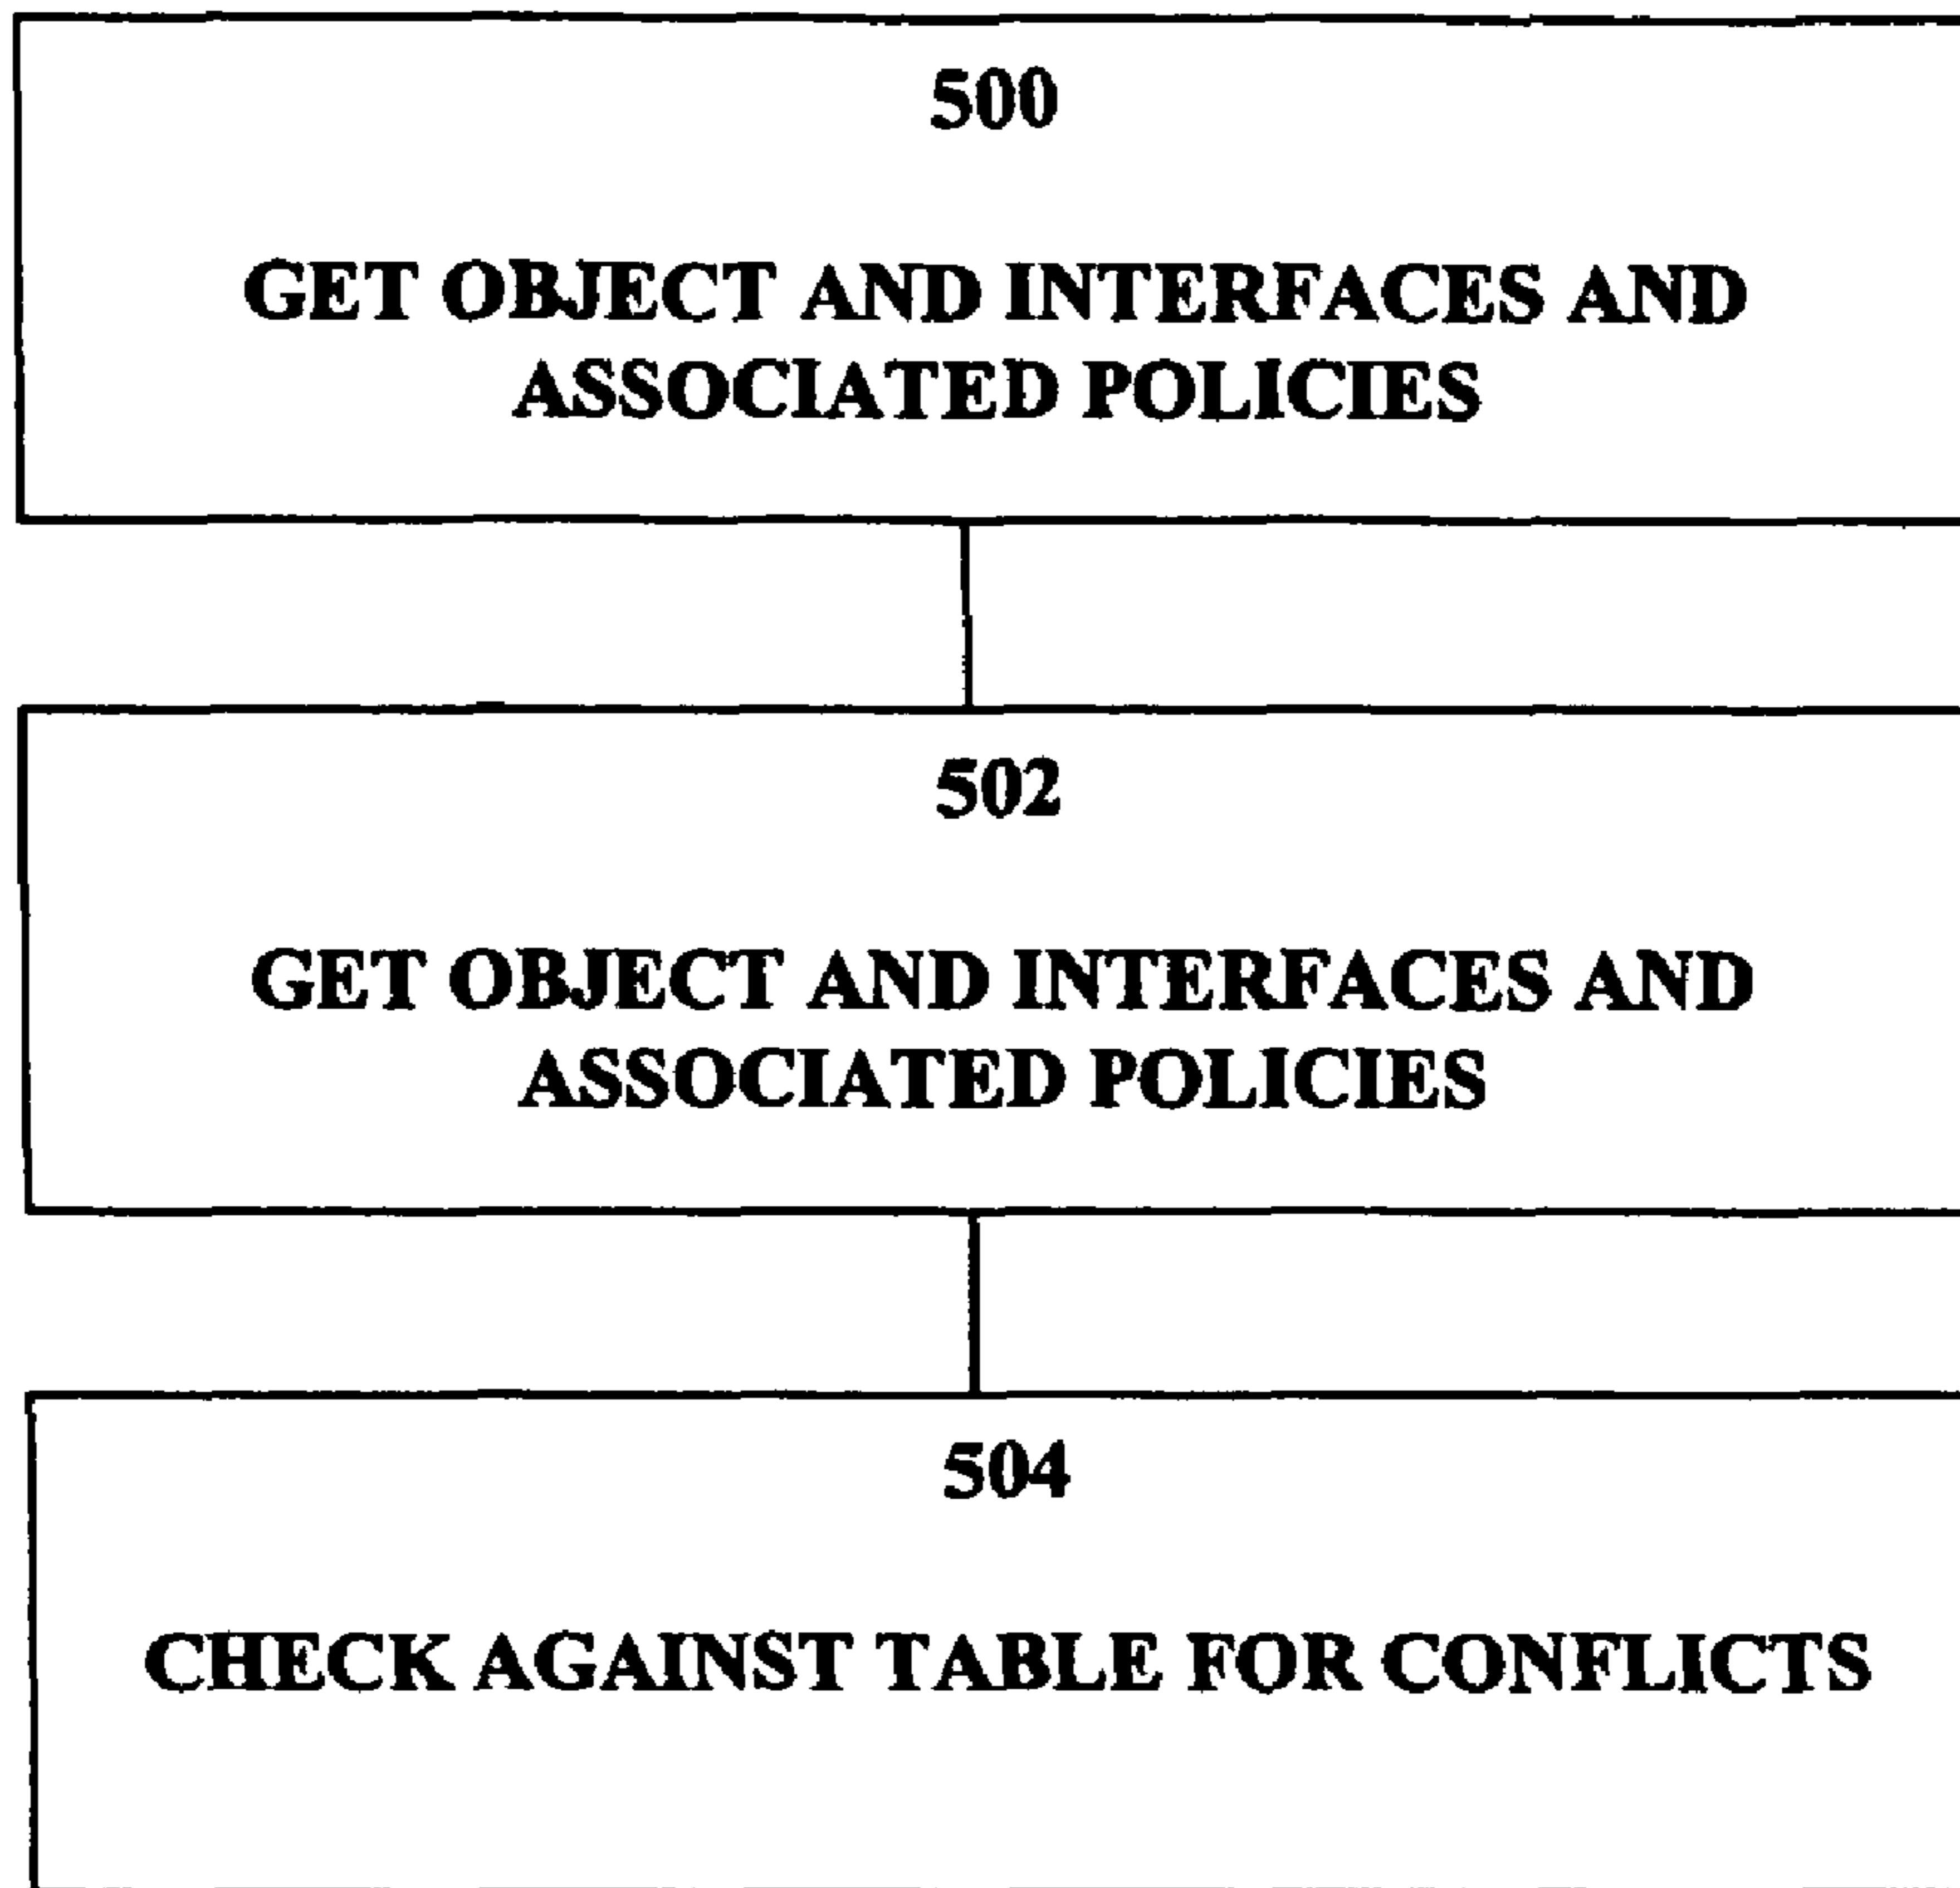 500
GET OBJECT AND INTERFACES AND
ASSOCIATED POLICIES
502
GET OBJECT AND INTERFACES AND
ASSOCIATED POLICIES
504
CHECK AGAINST TABLE FOR CONFLICTS